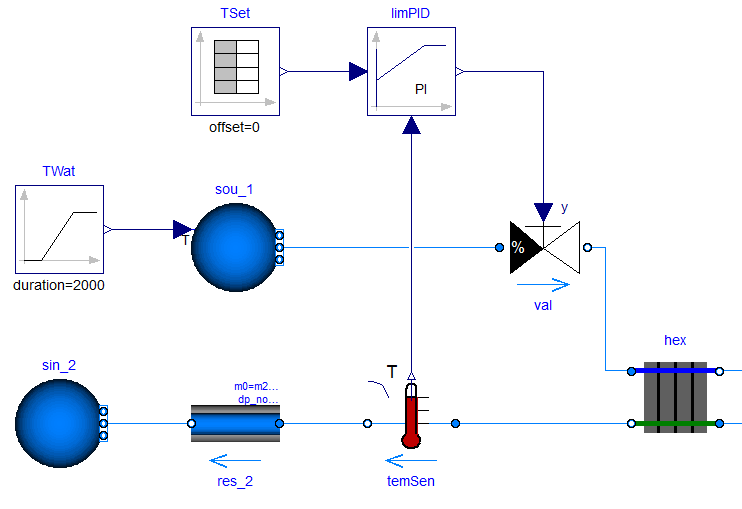 TSet
limPID
PI
offset=0
TWat
sou_1
T
y
%
duration=2000
val
sin_2
hex
m0=m2...
dp_no...
T
res_2
temSen